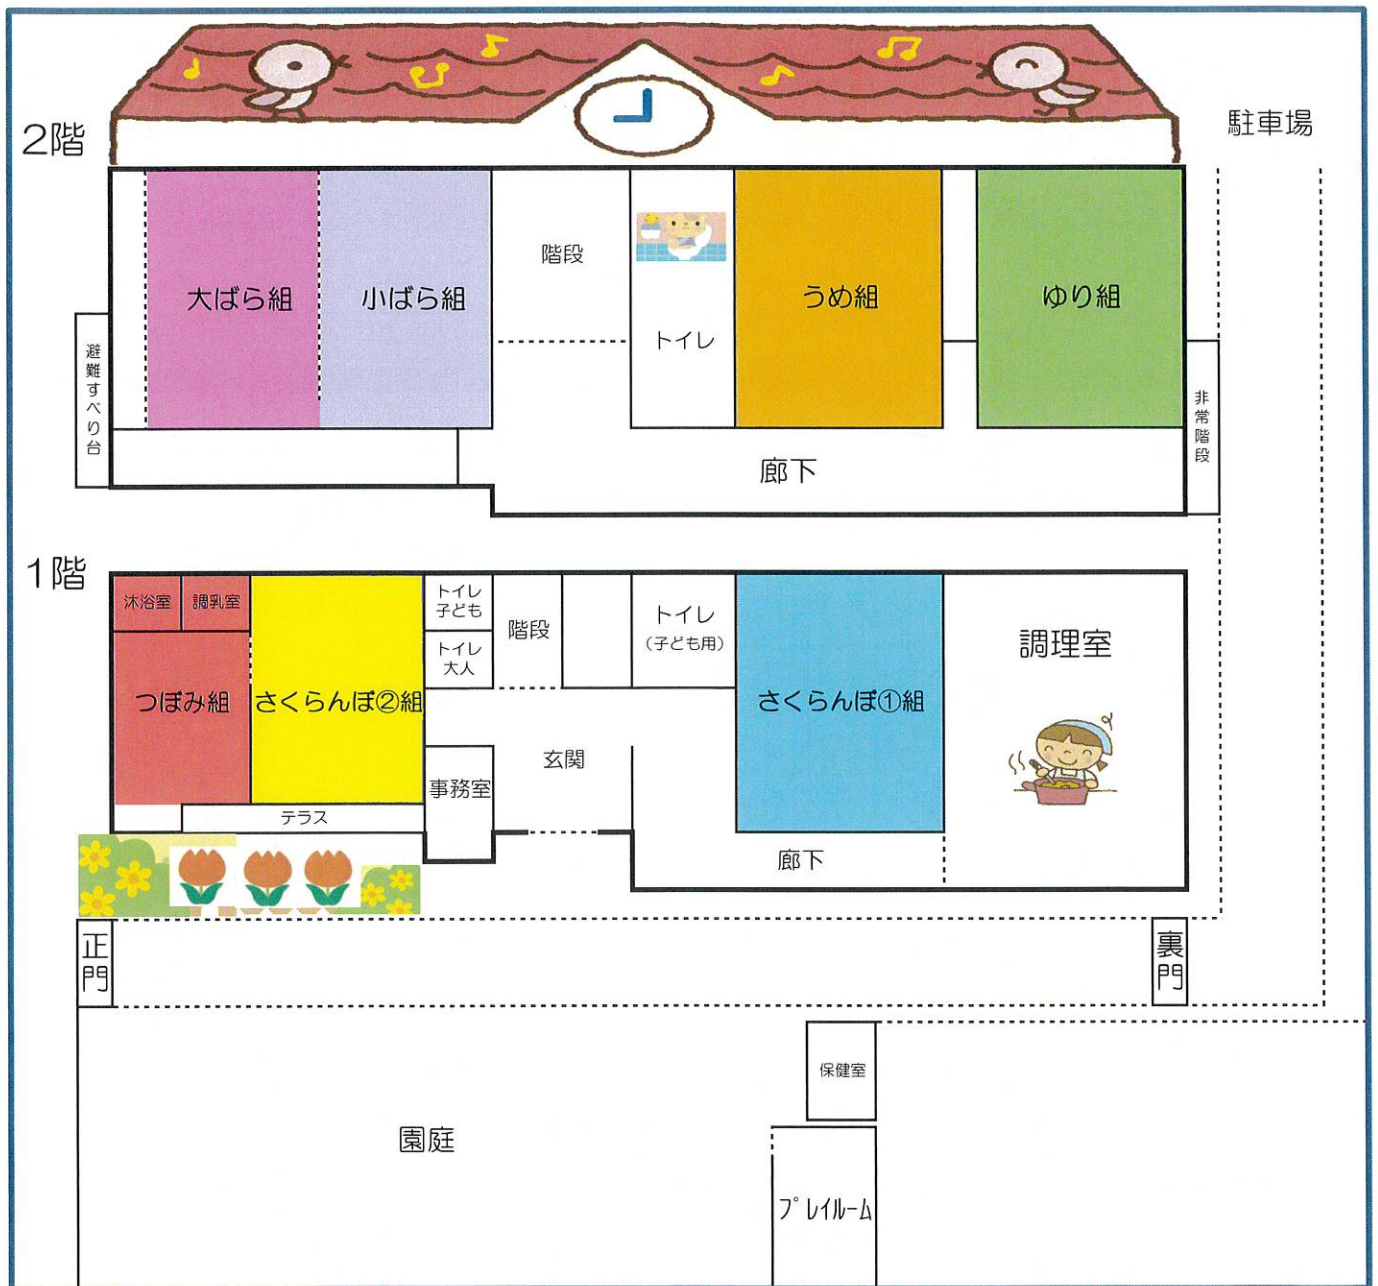 2階
駐車場
大ばら組
小ばら組
階段
トイレ
うめ組
ゆり組
避難すべり台
非常階段
廊下
1階
沐浴室
調乳室
つぼみ組
さくらんぼ②組
トイレ
子ども
トイレ
大人
階段
トイレ
(子ども用)
さくらんぼ①組
調理室
事務室
玄関
テラス
廊下
正門
裏門
保健室
園庭
プレイルーム